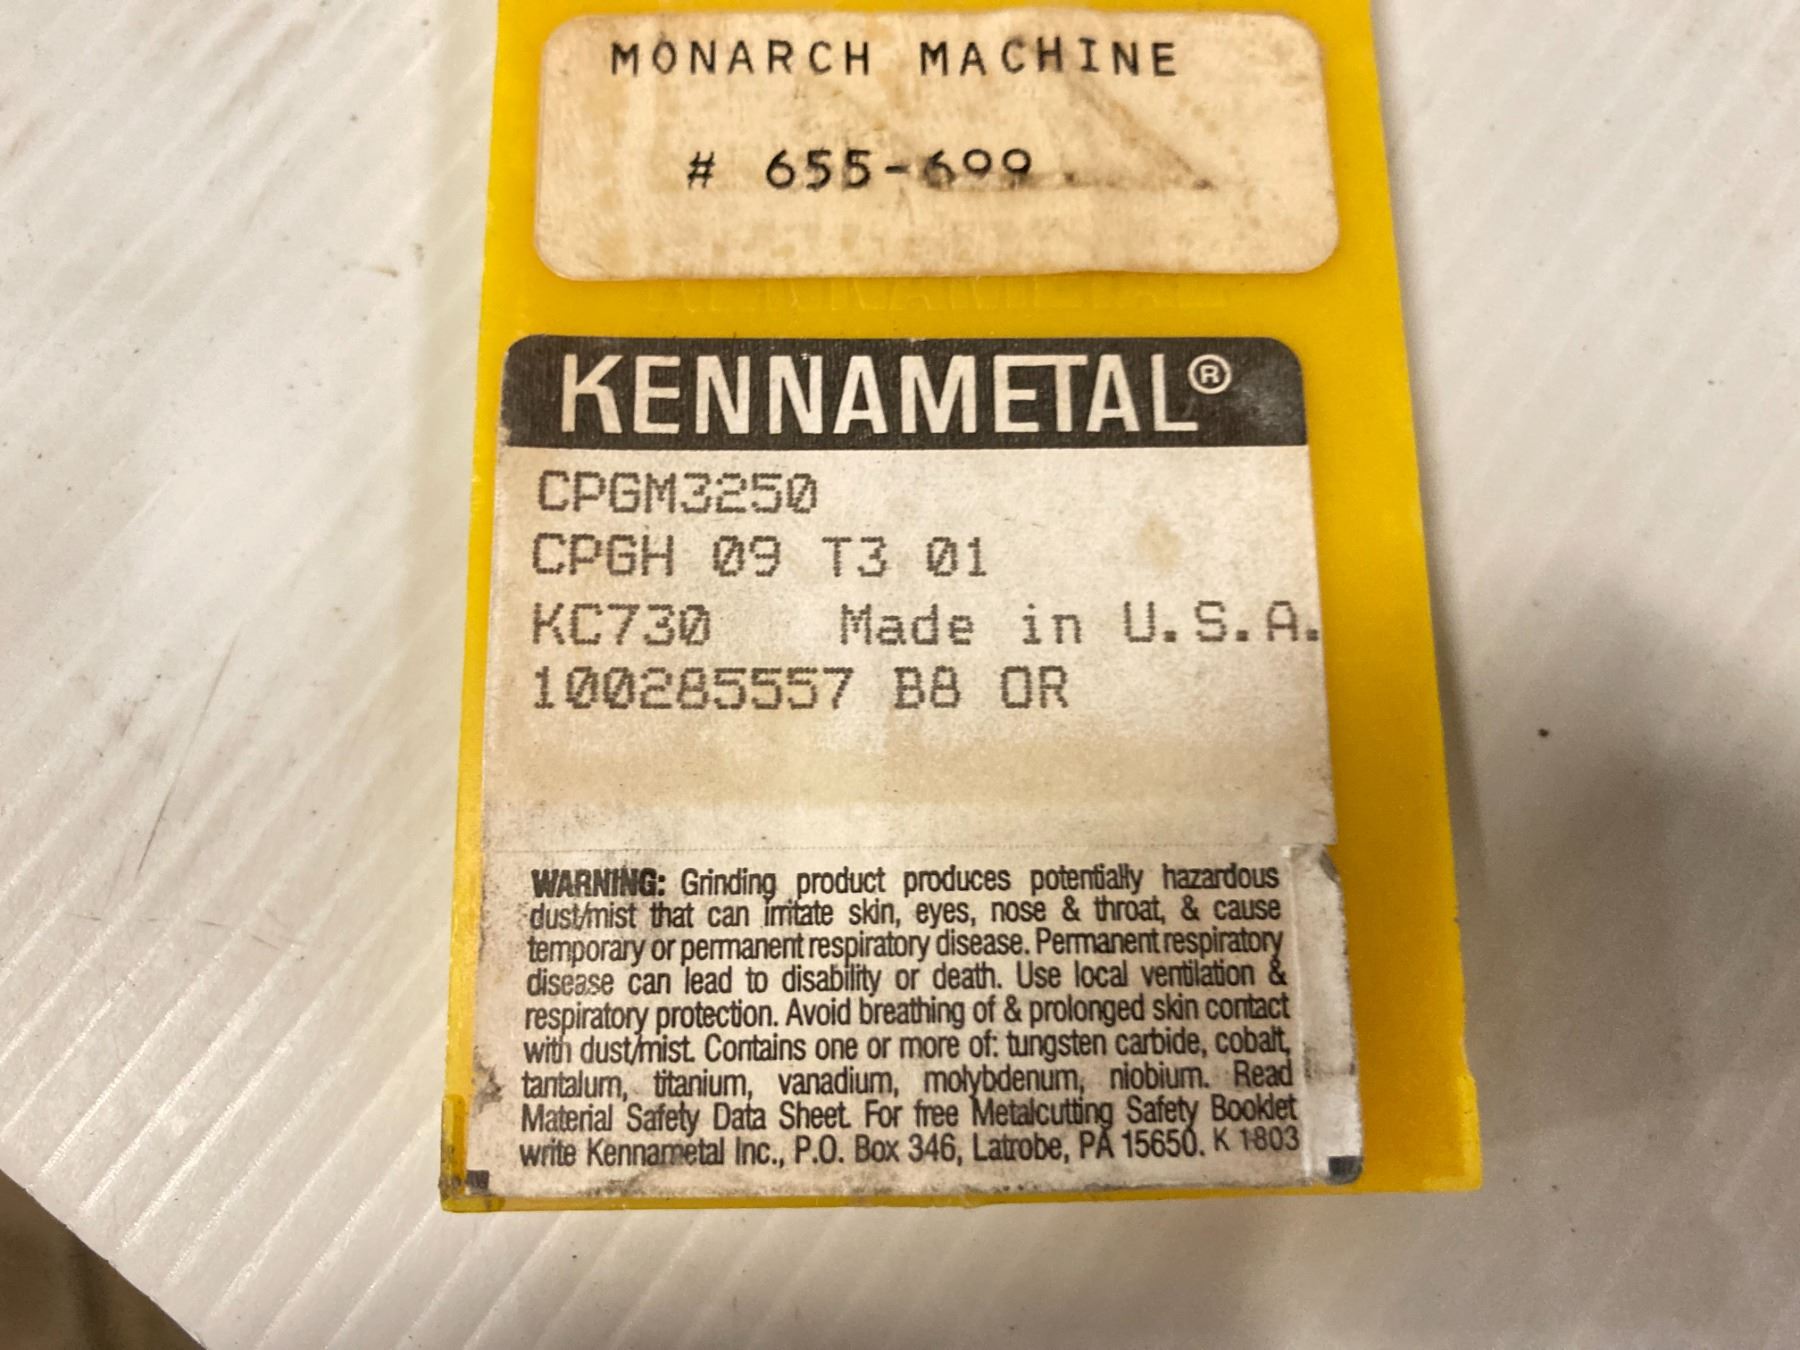 MONARCH MACHINE
# 655-699
KENNAMETAL
KENNAMETAL®
CPGM3250
CPGH 09 T3 01
KC730 Made in U.S.A.
100285557 B8 OR
WARNING: Grinding product produces potentially hazardous
dust/mist that can irritate skin, eyes, nose & throat, & cause
temporary or permanent respiratory disease. Permanent respiratory
disease can lead to disability or death. Use local ventilation &
respiratory protection. Avoid breathing of & prolonged skin contact
with dust/mist. Contains one or more of: tungsten carbide, cobalt,
tantalum, titanium, vanadium, molybdenum, niobium. Read
Material Safety Data Sheet. For free Metalcutting Safety Booklet
write Kennametal Inc., P.O. Box 346, Latrobe, PA 15650. K 1803